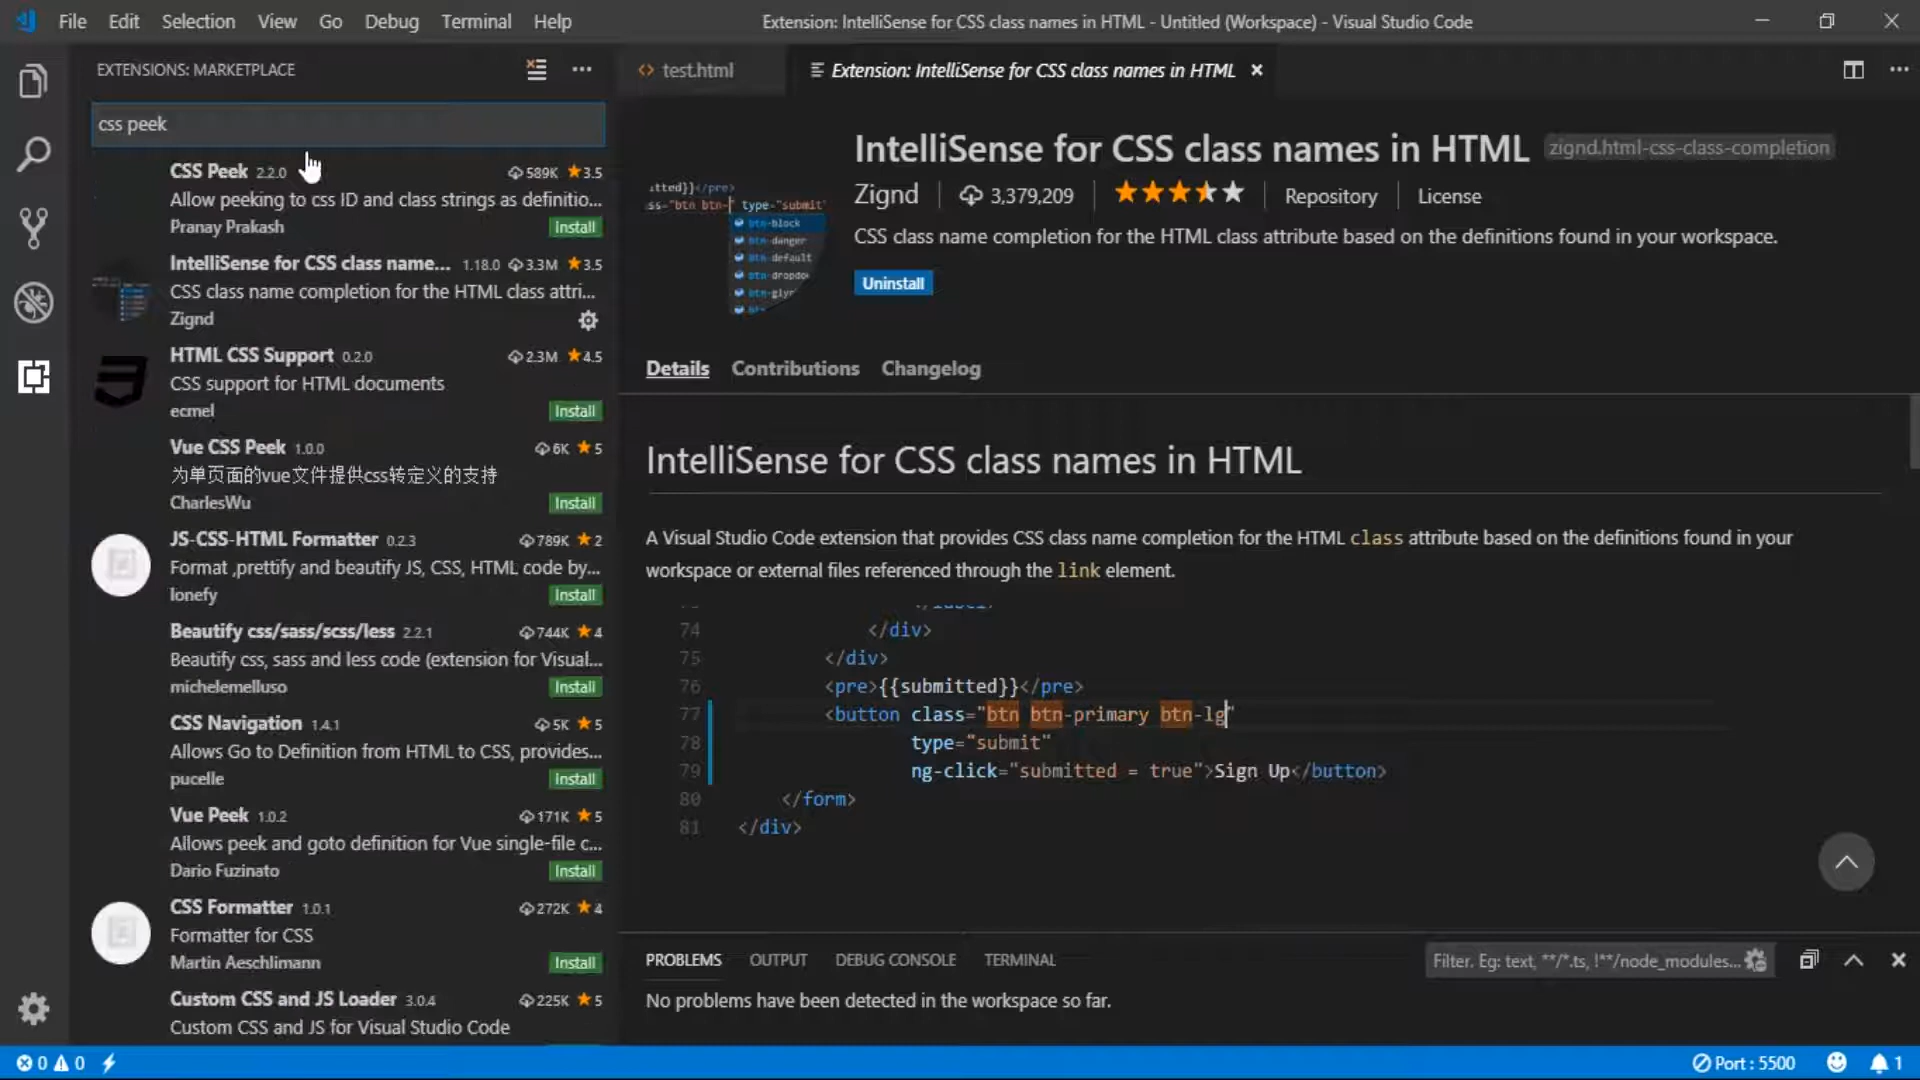 File Edit Selection View Go Debug Terminal Help
Extension: IntelliSense for CSS class names in HTML - Untitled (Workspace) - Visual Studio Code
EXTENSIONS: MARKETPLACE
css peek
CSS Peek 2.2.0 589K ★3.5
Allow peeking to css ID and class strings as definitio...
Pranay Prakash Install
IntelliSense for CSS class name... 1.18.0 3.3M ★3.5
CSS class name completion for the HTML class attri...
Zignd
HTML CSS Support 0.2.0 2.3M ★4.5
CSS support for HTML documents
ecmel Install
Vue CSS Peek 1.0.0 6K ★5
为单页面的vue文件提供css转定义的支持
CharlesWu Install
JS-CSS-HTML Formatter 0.2.3 789K ★2
Format ,prettify and beautify JS, CSS, HTML code by...
lonefy Install
Beautify css/sass/scss/less 2.2.1 744K ★4
Beautify css, sass and less code (extension for Visual...
michelemelluso Install
CSS Navigation 1.4.1 5K ★5
Allows Go to Definition from HTML to CSS, provides...
pucelle Install
Vue Peek 1.0.2 171K ★5
Allows peek and goto definition for Vue single-file c...
Dario Fuzinato Install
CSS Formatter 1.0.1 272K ★4
Formatter for CSS
Martin Aeschlimann Install
Custom CSS and JS Loader 3.0.4 225K ★5
Custom CSS and JS for Visual Studio Code
test.html
Extension: IntelliSense for CSS class names in HTML
itted}}</pre>
ss="btn btn-" type="submit"
btn-block
btn-danger
btn-default
btn-dropdo
btn-gly
IntelliSense for CSS class names in HTML zignd.html-css-class-completion
Zignd 3,379,209 Repository License
CSS class name completion for the HTML class attribute based on the definitions found in your workspace.
Uninstall
Details Contributions Changelog
IntelliSense for CSS class names in HTML
A Visual Studio Code extension that provides CSS class name completion for the HTML class attribute based on the definitions found in your
workspace or external files referenced through the link element.
74 </div>
75 </div>
76 <pre>{{submitted}}</pre>
77 <button class="btn btn-primary btn-lg"
78 type="submit"
79 ng-click="submitted = true">Sign Up</button>
80 </form>
81 </div>
PROBLEMS OUTPUT DEBUG CONSOLE TERMINAL
Filter. Eg: text, **/*.ts, !**/node_modules...
No problems have been detected in the workspace so far.
0 0
Port : 5500
1